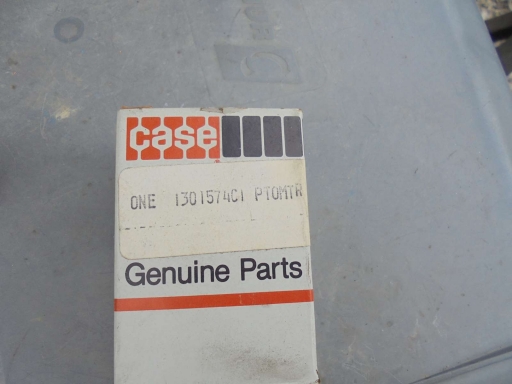 case
ONE 1301574C1 PTOMTR
Genuine Parts